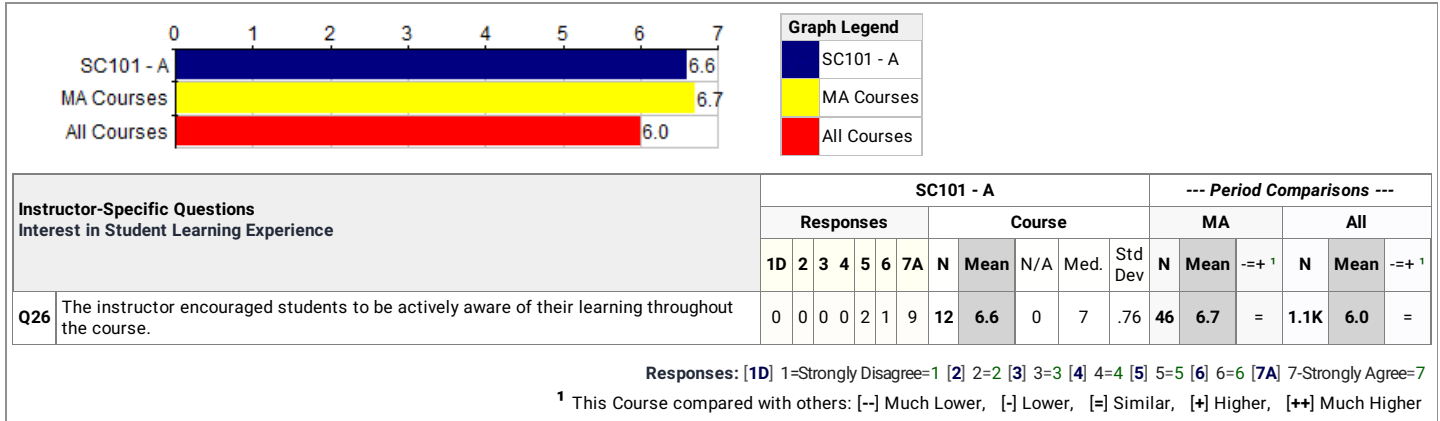 0 1 2 3 4 5 6 7
SC101 - A 6.6
MA Courses 6.7
All Courses 6.0
Graph Legend
SC101 - A
MA Courses
All Courses
Instructor-Specific Questions
Interest in Student Learning Experience
SC101 - A --- Period Comparisons ---
Responses Course MA All
1D 2 3 4 5 6 7A N Mean N/A Med. Std Dev N Mean -=+ ¹ N Mean -=+ ¹
Q26 The instructor encouraged students to be actively aware of their learning throughout
the course. 0 0 0 0 2 1 9 12 6.6 0 7 .76 46 6.7 = 1.1K 6.0 =
Responses: [1D] 1=Strongly Disagree=1 [2] 2=2 [3] 3=3 [4] 4=4 [5] 5=5 [6] 6=6 [7A] 7-Strongly Agree=7
¹ This Course compared with others: [--] Much Lower, [-] Lower, [=] Similar, [+] Higher, [++] Much Higher